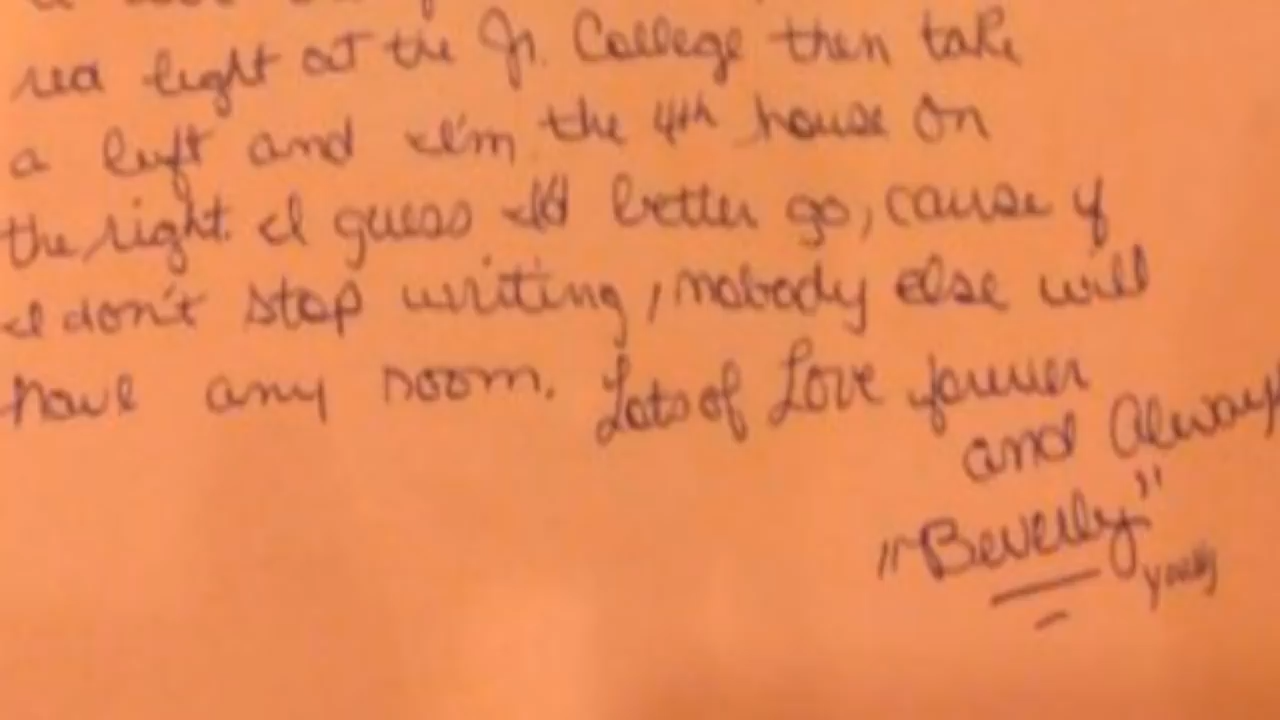 red light at the Jr. College then take
a left and I'm the 4th house on
the right. I guess I'd better go, cause if
I don't stop writing, nobody else will
have any room. Lots of Love forever
and Always
"Beverly"